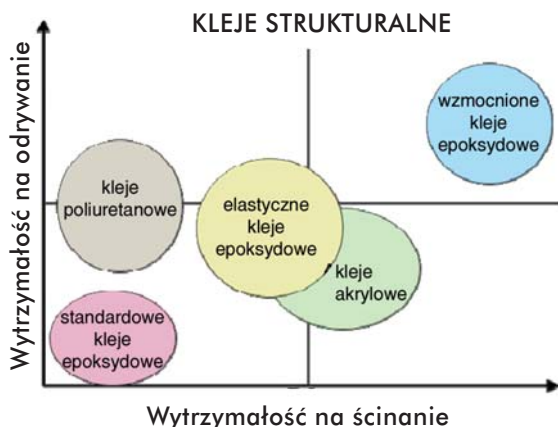 KLEJE STRUKTURALNE
Wytrzymałość na odrywanie
wzmocnione
kleje
epoksydowe
kleje
poliuretanowe
elastyczne
kleje
epoksydowe
kleje
akrylowe
standardowe
kleje
epoksydowe
Wytrzymałość na ścinanie